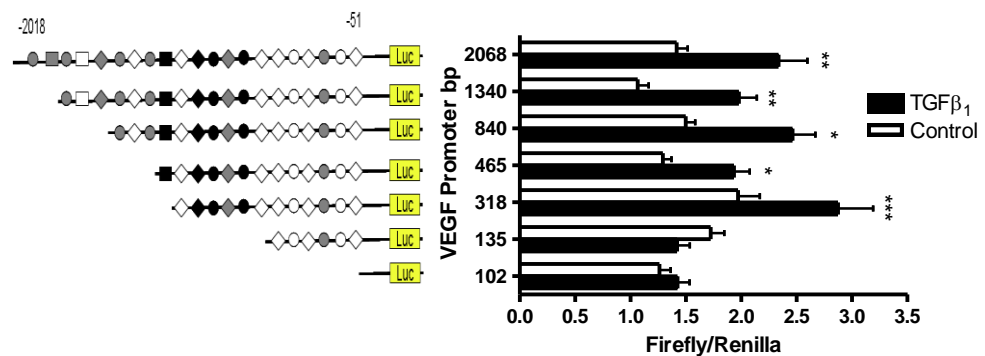 -2018
-51
Luc
Luc
Luc
Luc
Luc
Luc
Luc
VEGF Promoter bp
2068
1340
840
465
318
135
102
**
**
*
*
***
TGFβ₁
Control
0.0 0.5 1.0 1.5 2.0 2.5 3.0 3.5
Firefly/Renilla